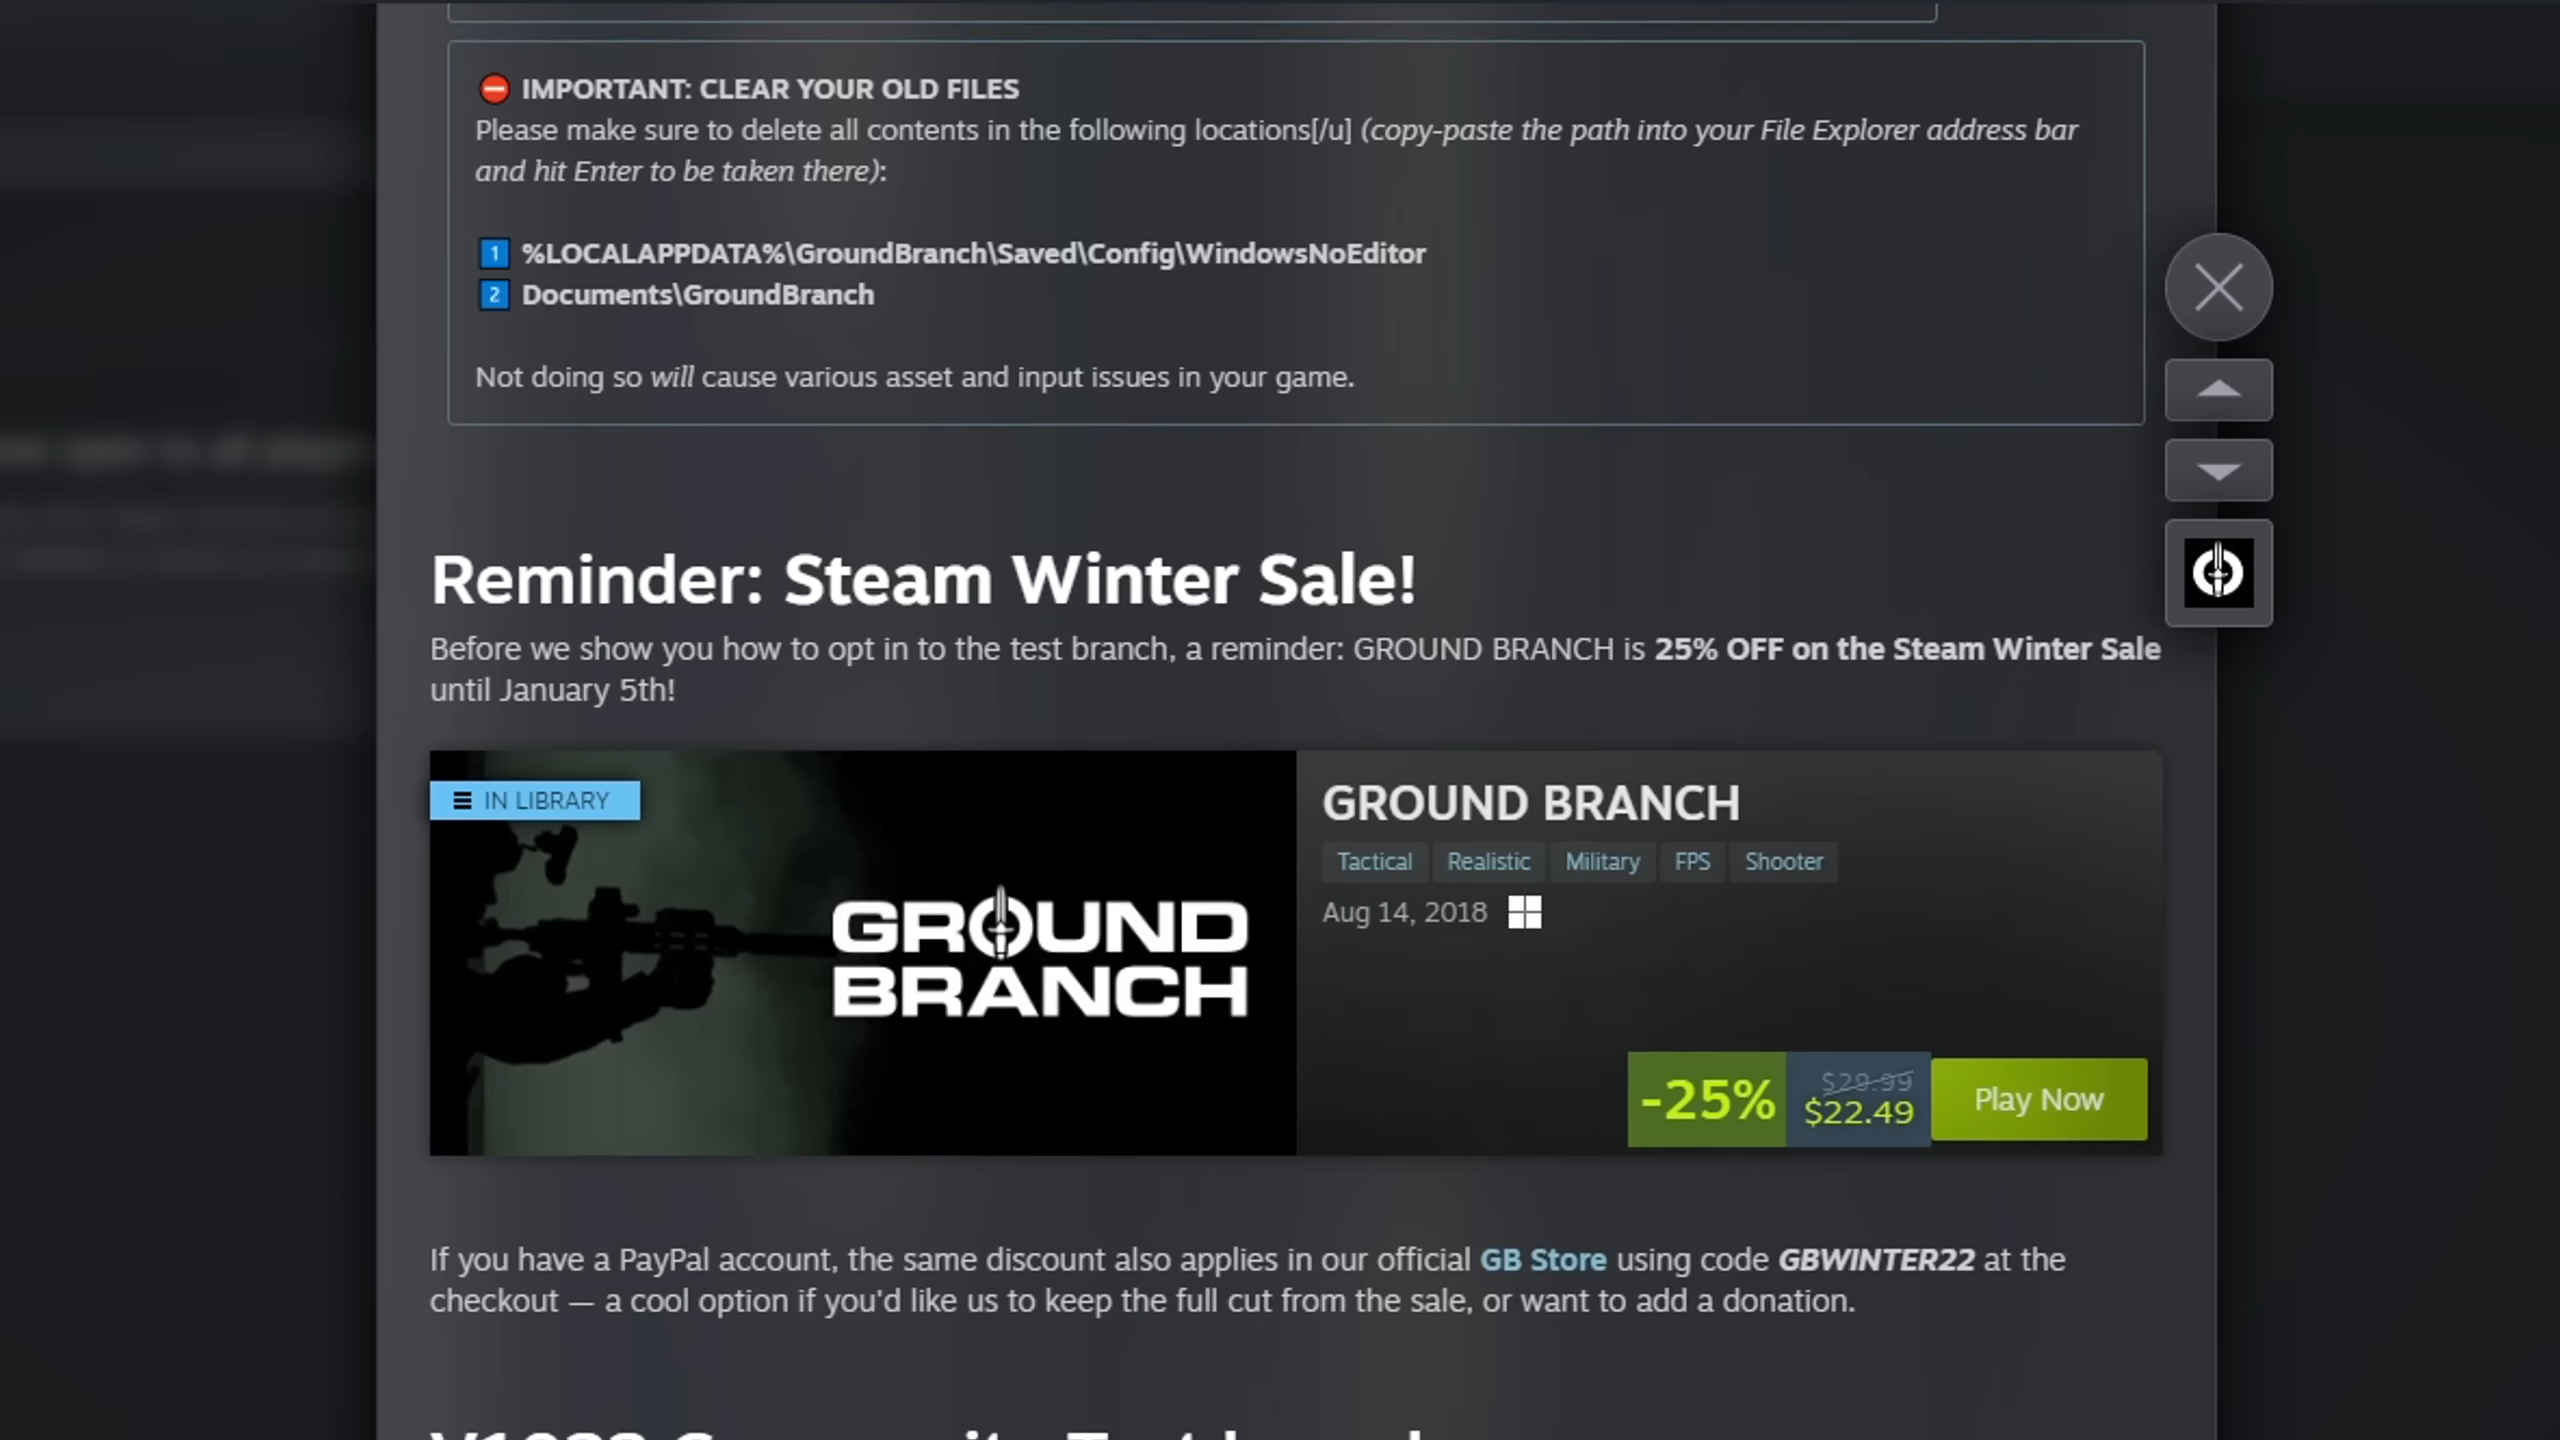 ⛔ IMPORTANT: CLEAR YOUR OLD FILES
Please make sure to delete all contents in the following locations[/u] (copy-paste the path into your File Explorer address bar
and hit Enter to be taken there):
1 %LOCALAPPDATA%\GroundBranch\Saved\Config\WindowsNoEditor
2 Documents\GroundBranch
Not doing so will cause various asset and input issues in your game.
Reminder: Steam Winter Sale!
Before we show you how to opt in to the test branch, a reminder: GROUND BRANCH is 25% OFF on the Steam Winter Sale
until January 5th!
IN LIBRARY
GROUND
BRANCH
GROUND BRANCH
Tactical Realistic Military FPS Shooter
Aug 14, 2018
-25% $29.99 $22.49 Play Now
If you have a PayPal account, the same discount also applies in our official GB Store using code GBWINTER22 at the
checkout — a cool option if you'd like us to keep the full cut from the sale, or want to add a donation.